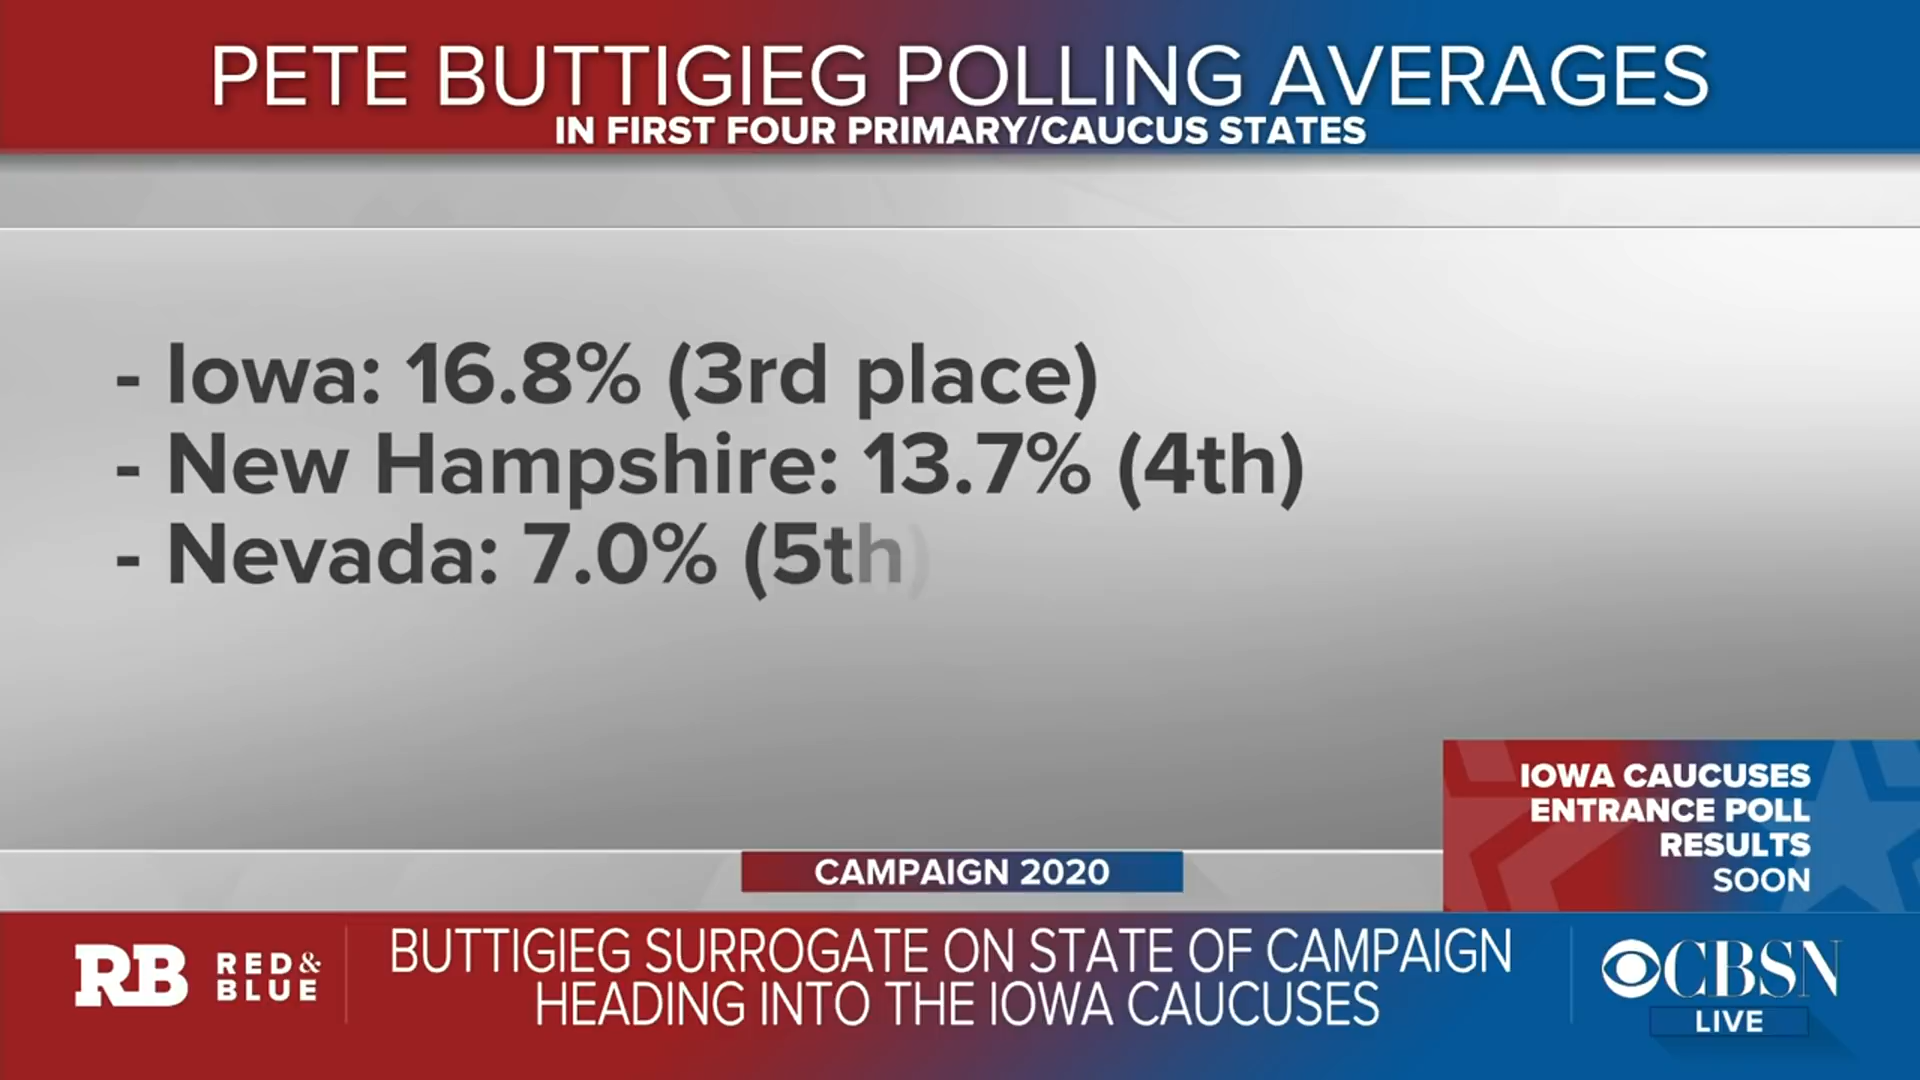 PETE BUTTIGIEG POLLING AVERAGES
IN FIRST FOUR PRIMARY/CAUCUS STATES
- Iowa: 16.8% (3rd place)
- New Hampshire: 13.7% (4th)
- Nevada: 7.0% (5th)
IOWA CAUCUSES
ENTRANCE POLL
RESULTS
SOON
CAMPAIGN 2020
RB RED&
BLUE
BUTTIGIEG SURROGATE ON STATE OF CAMPAIGN
HEADING INTO THE IOWA CAUCUSES
CBSN
LIVE